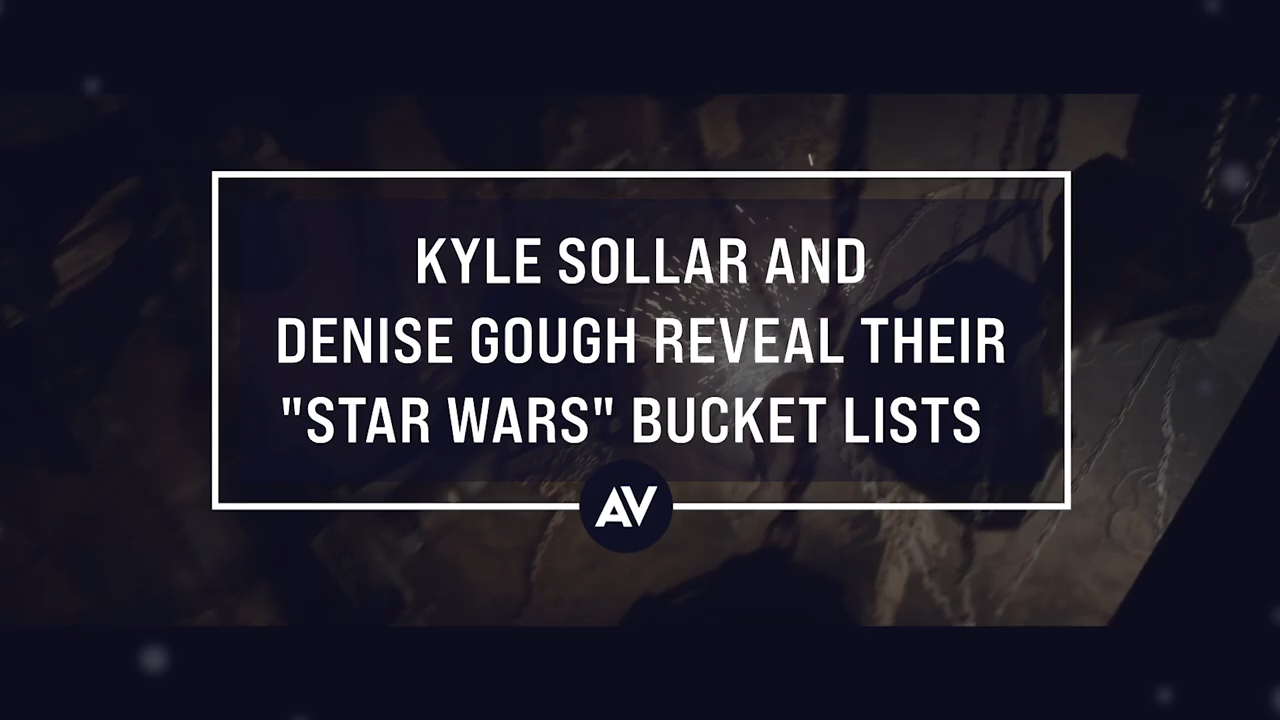 KYLE SOLLAR AND
DENISE GOUGH REVEAL THEIR
"STAR WARS" BUCKET LISTS
AV